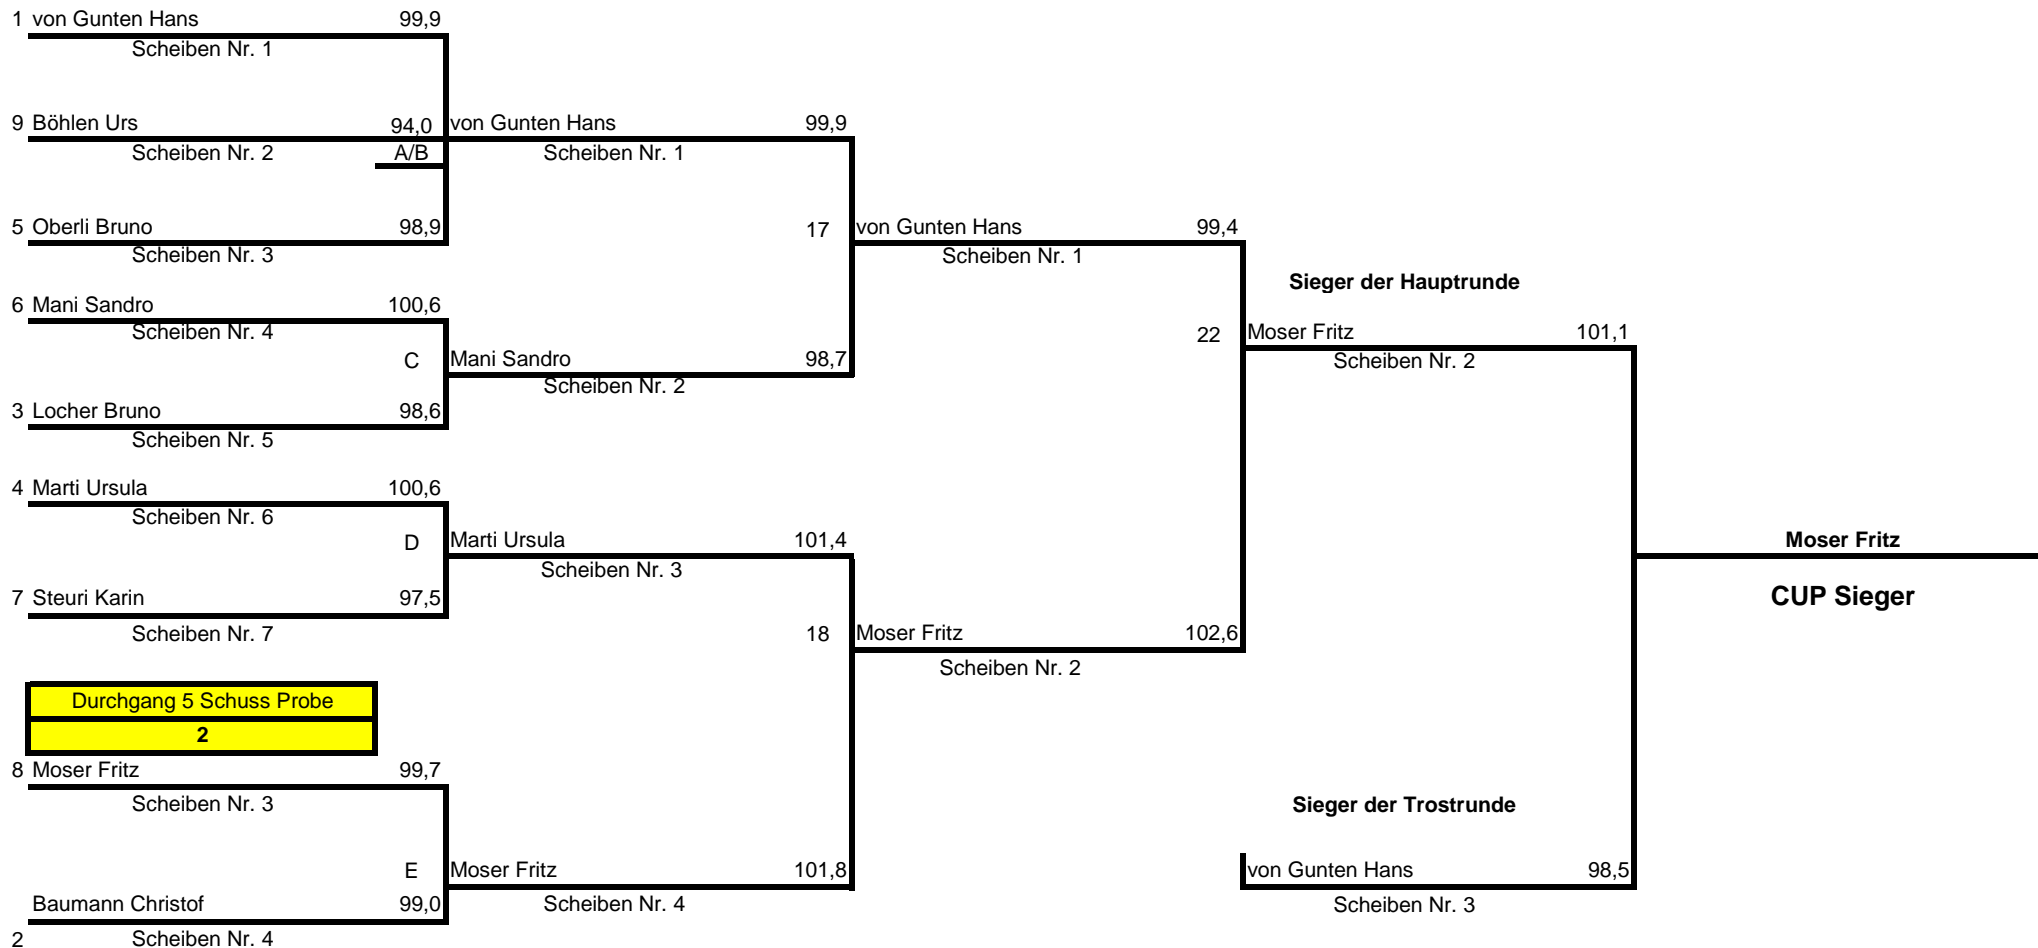 1 von Gunten Hans 99,9
Scheiben Nr. 1
9 Böhlen Urs 94,0 von Gunten Hans 99,9
Scheiben Nr. 2 A/B Scheiben Nr. 1
5 Oberli Bruno 98,9 17 von Gunten Hans 99,4
Scheiben Nr. 3 Scheiben Nr. 1
Sieger der Hauptrunde
6 Mani Sandro 100,6
Scheiben Nr. 4 22 Moser Fritz 101,1
C Mani Sandro 98,7 Scheiben Nr. 2
Scheiben Nr. 2
3 Locher Bruno 98,6
Scheiben Nr. 5
4 Marti Ursula 100,6
Scheiben Nr. 6
D Marti Ursula 101,4 Moser Fritz
Scheiben Nr. 3
7 Steuri Karin 97,5 CUP Sieger
Scheiben Nr. 7 18 Moser Fritz 102,6
Scheiben Nr. 2
Durchgang 5 Schuss Probe
2
8 Moser Fritz 99,7
Scheiben Nr. 3 Sieger der Trostrunde
E Moser Fritz 101,8 von Gunten Hans 98,5
Baumann Christof 99,0 Scheiben Nr. 4 Scheiben Nr. 3
2 Scheiben Nr. 4